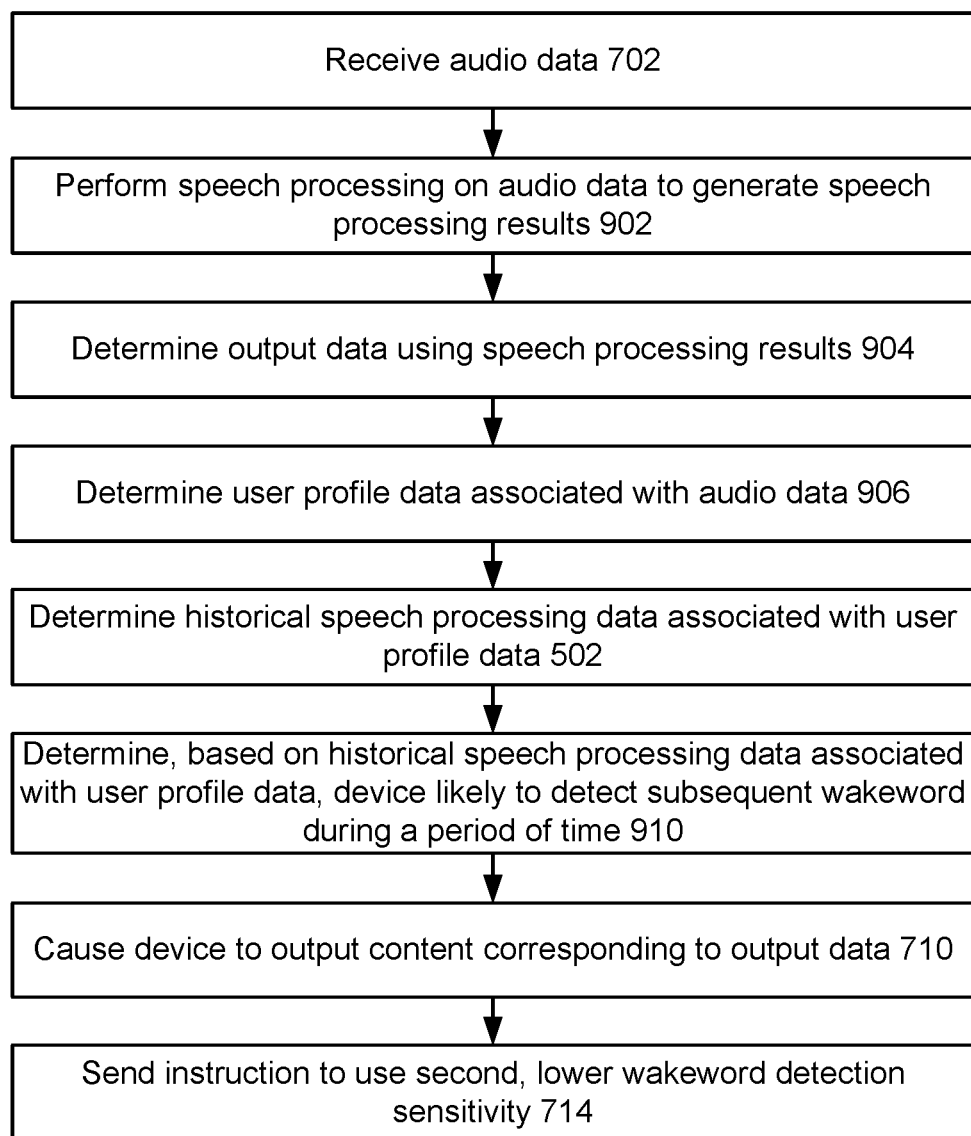 Receive audio data 702
Perform speech processing on audio data to generate speech
processing results 902
Determine output data using speech processing results 904
Determine user profile data associated with audio data 906
Determine historical speech processing data associated with user
profile data 502
Determine, based on historical speech processing data associated
with user profile data, device likely to detect subsequent wakeword
during a period of time 910
Cause device to output content corresponding to output data 710
Send instruction to use second, lower wakeword detection
sensitivity 714